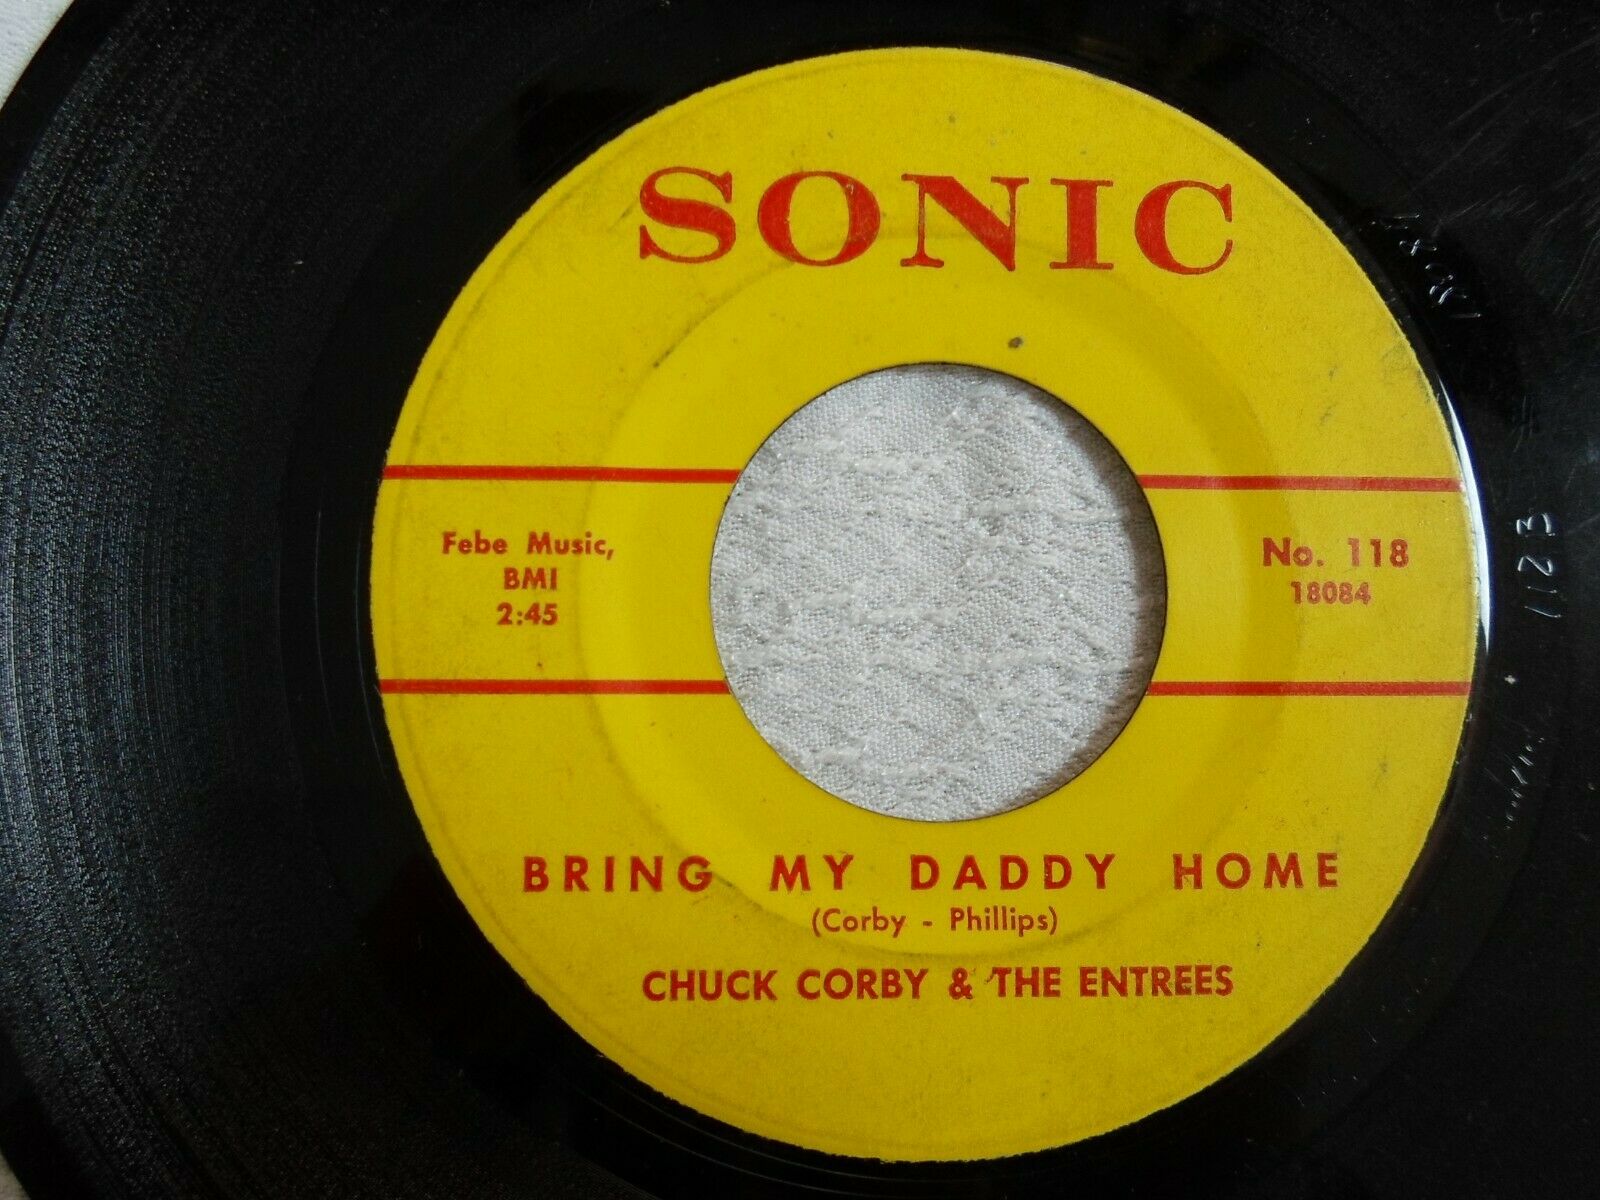 SONIC
Febe Music,
BMI
2:45
No. 118
18084
BRING MY DADDY HOME
(Corby - Phillips)
CHUCK CORBY & THE ENTREES